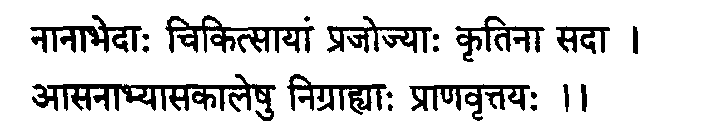 नानाभेदाः चिकित्सायां प्रजोज्याः कृतिना सदा ।
आसनाभ्यासकालेषु निग्राह्याः प्राणवृत्तयः ।।